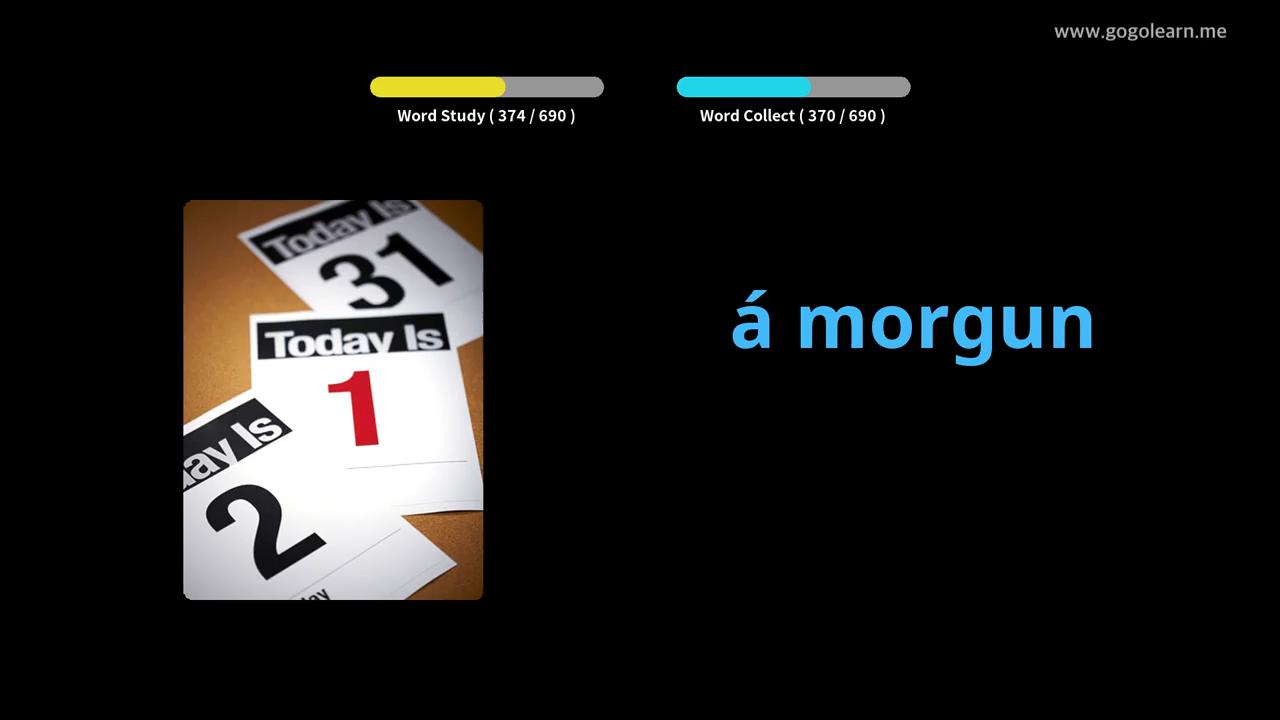 www.gogolearn.me
Word Study ( 374 / 690 )
Word Collect ( 370 / 690 )
Today Is
31
Today Is
1
ay Is
2
á morgun